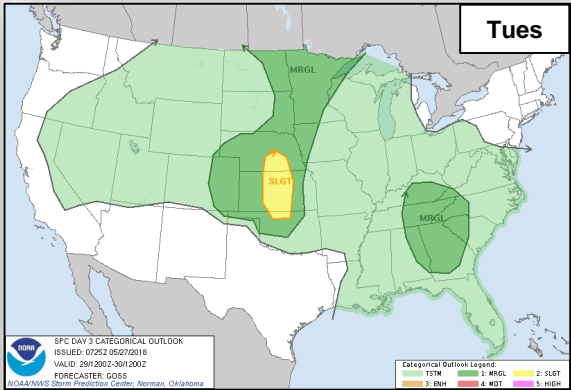 Tues
MRGL
SLGT
MRGL
NOAA
SPC DAY 3 CATEGORICAL OUTLOOK
ISSUED: 0725Z 05/27/2018
VALID: 29/1200Z-30/1200Z
FORECASTER: GOSS
NOAA/NWS Storm Prediction Center, Norman, Oklahoma
Categorical Outlook Legend:
TSTM 1: MRGL 2: SLGT
3: ENH 4: MDT 5: HIGH